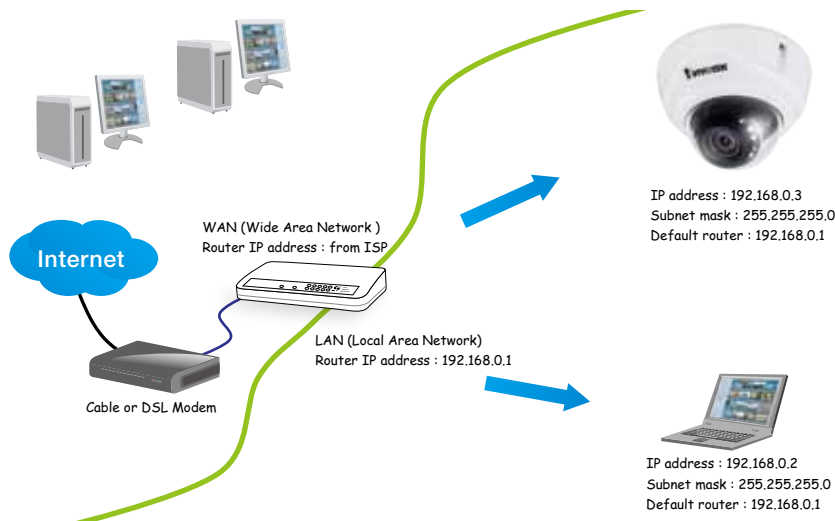 Internet
WAN (Wide Area Network )
Router IP address : from ISP
LAN (Local Area Network)
Router IP address : 192.168.0.1
Cable or DSL Modem
VIVOTEK
IP address : 192.168.0.3
Subnet mask : 255.255.255.0
Default router : 192.168.0.1
IP address : 192.168.0.2
Subnet mask : 255.255.255.0
Default router : 192.168.0.1